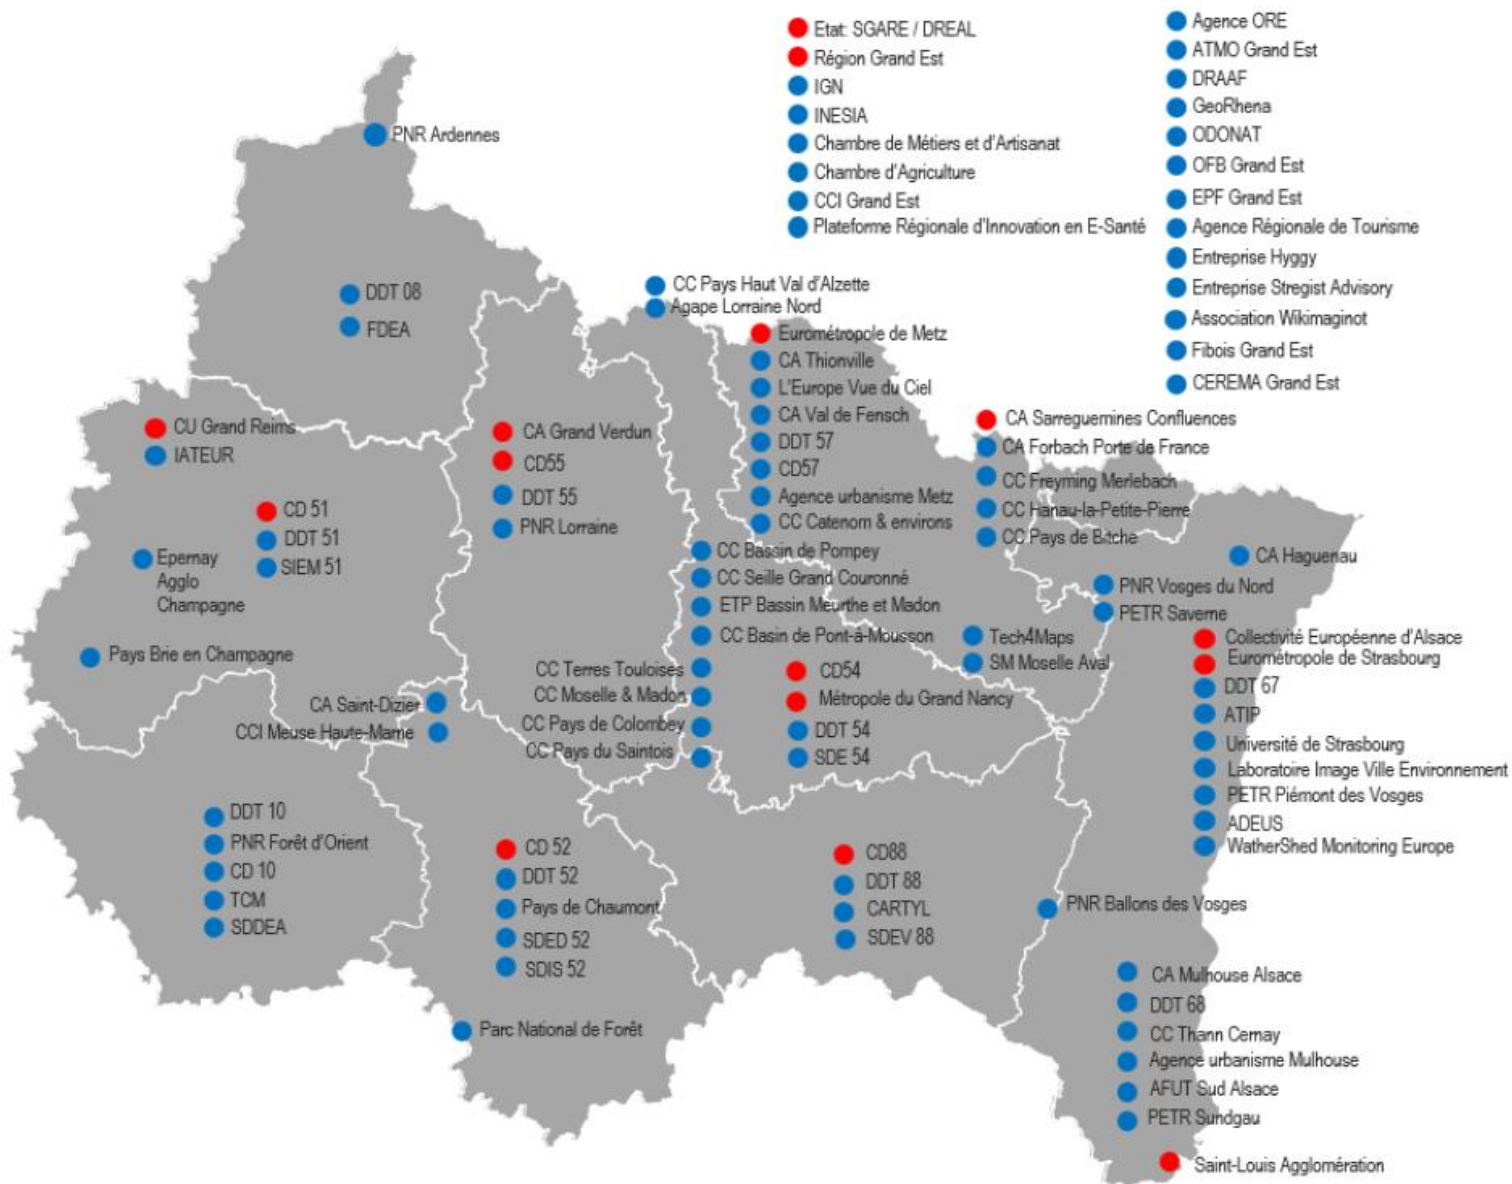 Etat: SGARE / DREAL
Région Grand Est
IGN
INESIA
Chambre de Métiers et d'Artisanat
Chambre d'Agriculture
CCI Grand Est
Plateforme Régionale d'Innovation en E-Santé
Agence ORE
ATMO Grand Est
DRAAF
GeoRhena
ODONAT
OFB Grand Est
EPF Grand Est
Agence Régionale de Tourisme
Entreprise Hyggy
Entreprise Stregist Advisory
Association Wikimaginot
Fibois Grand Est
CEREMA Grand Est
PNR Ardennes
DDT 08
FDEA
CC Pays Haut Val d'Alzette
Agape Lorraine Nord
Eurométropole de Metz
CA Thionville
L'Europe Vue du Ciel
CA Val de Fensch
DDT 57
CD57
Agence urbanisme Metz
CC Catenom & environs
CU Grand Reims
IATEUR
CD 51
DDT 51
SIEM 51
Epernay
Agglo
Champagne
Pays Brie en Champagne
CA Grand Verdun
CD55
DDT 55
PNR Lorraine
CA Sarreguemines Confluences
CA Forbach Porte de France
CC Freyming Merlebach
CC Hanau-la-Petite-Pierre
CC Pays de Bitche
CA Haguenau
PNR Vosges du Nord
PETR Saverne
CC Bassin de Pompey
CC Seille Grand Couronné
ETP Bassin Meurthe et Madon
CC Basin de Pont-à-Mousson
CC Terres Touloises
CC Moselle & Madon
CC Pays de Colombey
CC Pays du Saintois
CD54
Métropole du Grand Nancy
DDT 54
SDE 54
Tech4Maps
SM Moselle Aval
Collectivité Européenne d'Alsace
Eurométropole de Strasbourg
DDT 67
ATIP
Université de Strasbourg
Laboratoire Image Ville Environnement
PETR Piémont des Vosges
ADEUS
WatherShed Monitoring Europe
CA Saint-Dizier
CCI Meuse Haute-Marne
DDT 10
PNR Forêt d'Orient
CD 10
TCM
SDDEA
CD 52
DDT 52
Pays de Chaumont
SDED 52
SDIS 52
Parc National de Forêt
CD88
DDT 88
CARTYL
SDEV 88
PNR Ballons des Vosges
CA Mulhouse Alsace
DDT 68
CC Thann Cernay
Agence urbanisme Mulhouse
AFUT Sud Alsace
PETR Sundgau
Saint-Louis Agglomération